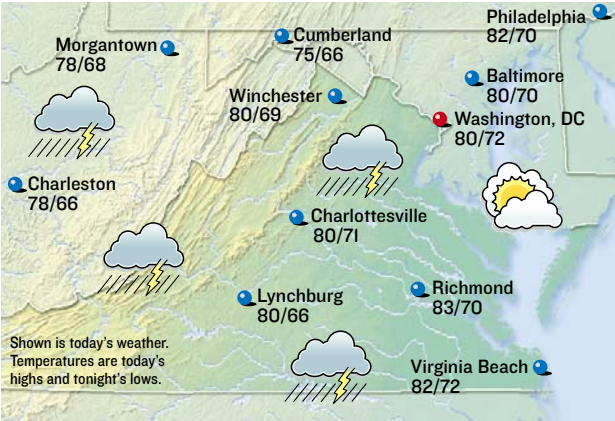 Philadelphia
82/70
Morgantown
78/68
Cumberland
75/66
Baltimore
80/70
Winchester
80/69
Washington, DC
80/72
Charleston
78/66
Charlottesville
80/71
Richmond
83/70
Lynchburg
80/66
Shown is today's weather.
Temperatures are today's
highs and tonight's lows.
Virginia Beach
82/72